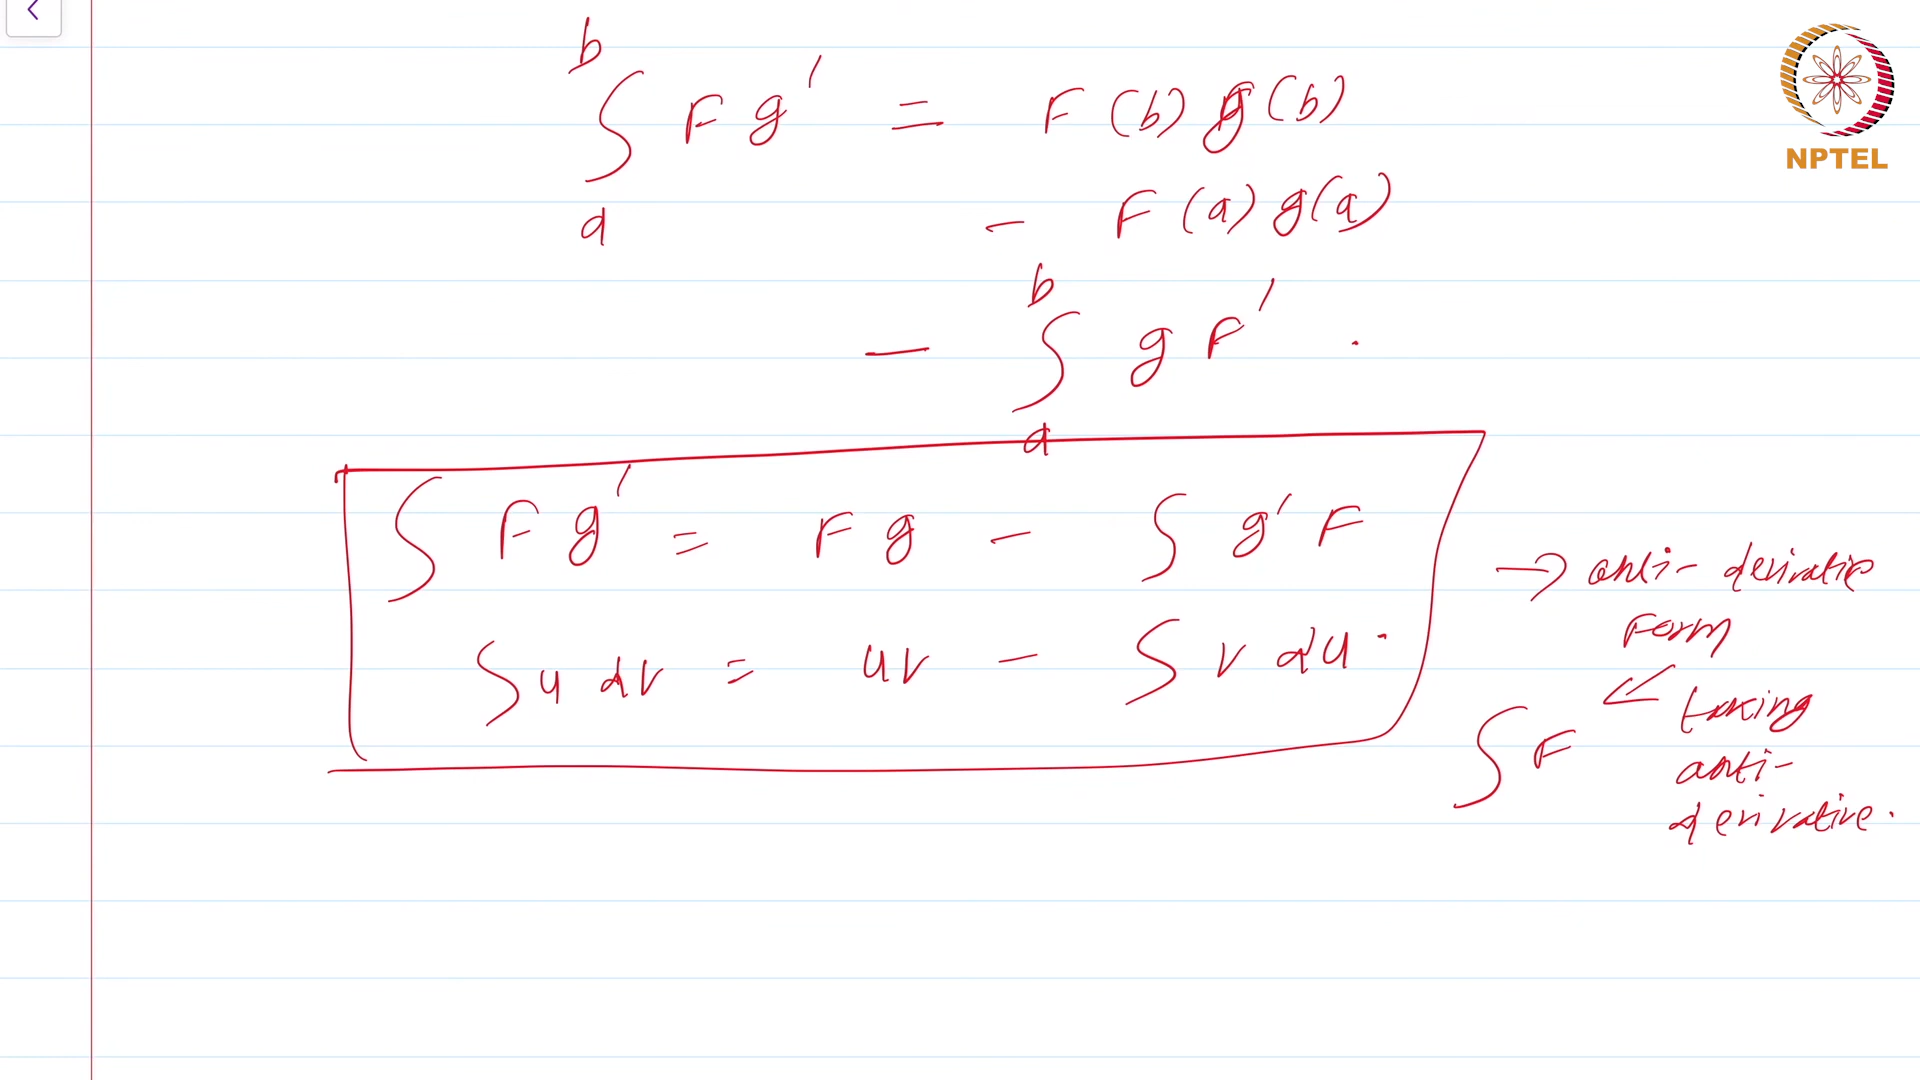 b
∫ F g′ = F(b) g(b)
a
− F(a) g(a)
b
− ∫ g F′ .
a
∫ F g′ = F g − ∫ g′ F
∫ u dv = uv − ∫ v du .
→ anti-derivative
form
↙ taking
∫ F
anti-
derivative.
NPTEL